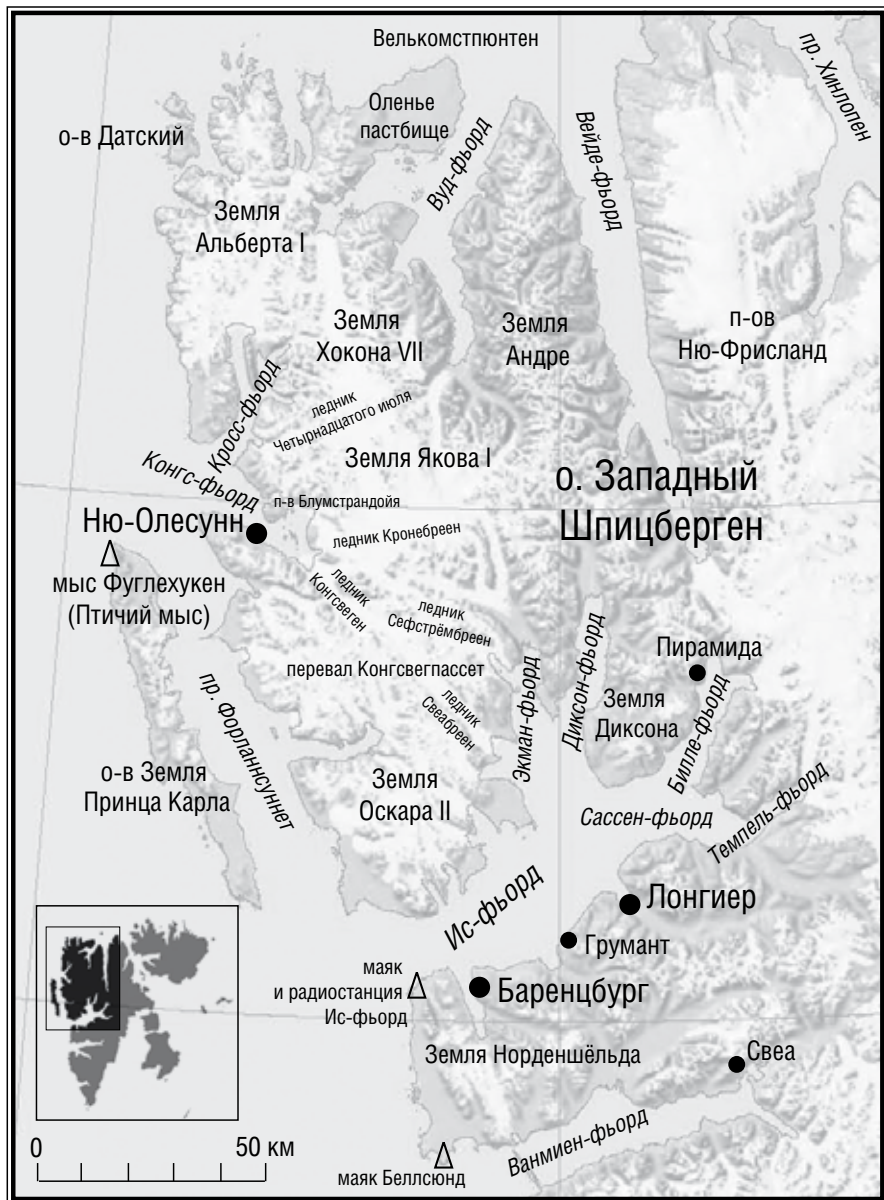 Велькомстпюнтен
Оленье
пастбище
о-в Датский
Вуд-фьорд
Вейде-фьорд
пр. Хинлопен
Земля
Альберта I
Земля
Хокона VII
Земля
Андре
п-ов
Ню-Фрисланд
Кросс-фьорд
ледник
Четырнадцатого июля
Земля Якова I
о. Западный
Шпицберген
Конгс-фьорд
п-в Блумстрандойя
Ню-Олесунн
ледник Кронебреен
мыс Фуглехукен
(Птичий мыс)
ледник
Конгсвеген
ледник
Сефстрёмбреен
перевал Конгсвегпассет
ледник
Свеабреен
Экман-фьорд
Диксон-фьорд
Пирамида
Земля
Диксона
Билле-фьорд
пр. Форланнсуннет
о-в Земля
Принца Карла
Земля
Оскара II
Сассен-фьорд
Темпель-фьорд
Ис-фьорд
Лонгиер
Грумант
маяк
и радиостанция
Ис-фьорд
Баренцбург
Земля Норденшёльда
Свеа
Ванмиен-фьорд
маяк Беллсюнд
0 50 км